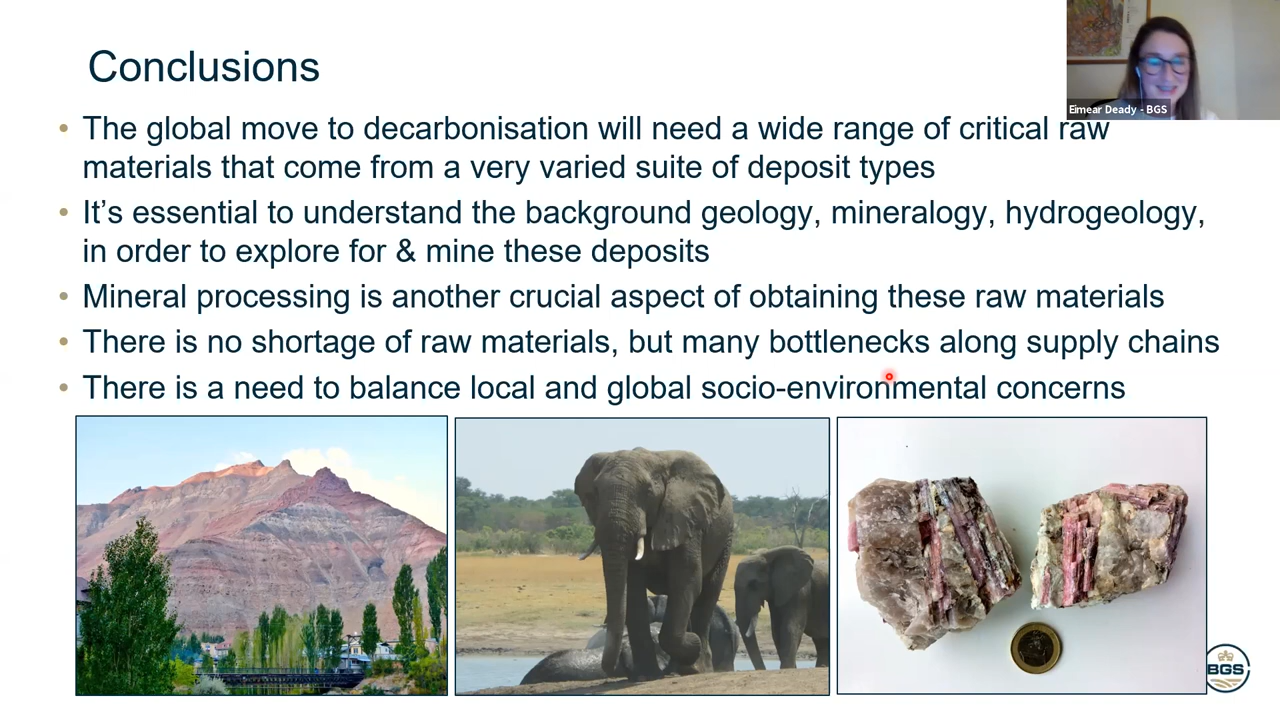 Conclusions
Eimear Deady - BGS
• The global move to decarbonisation will need a wide range of critical raw
materials that come from a very varied suite of deposit types
• It’s essential to understand the background geology, mineralogy, hydrogeology,
in order to explore for & mine these deposits
• Mineral processing is another crucial aspect of obtaining these raw materials
• There is no shortage of raw materials, but many bottlenecks along supply chains
• There is a need to balance local and global socio-environmental concerns
BGS